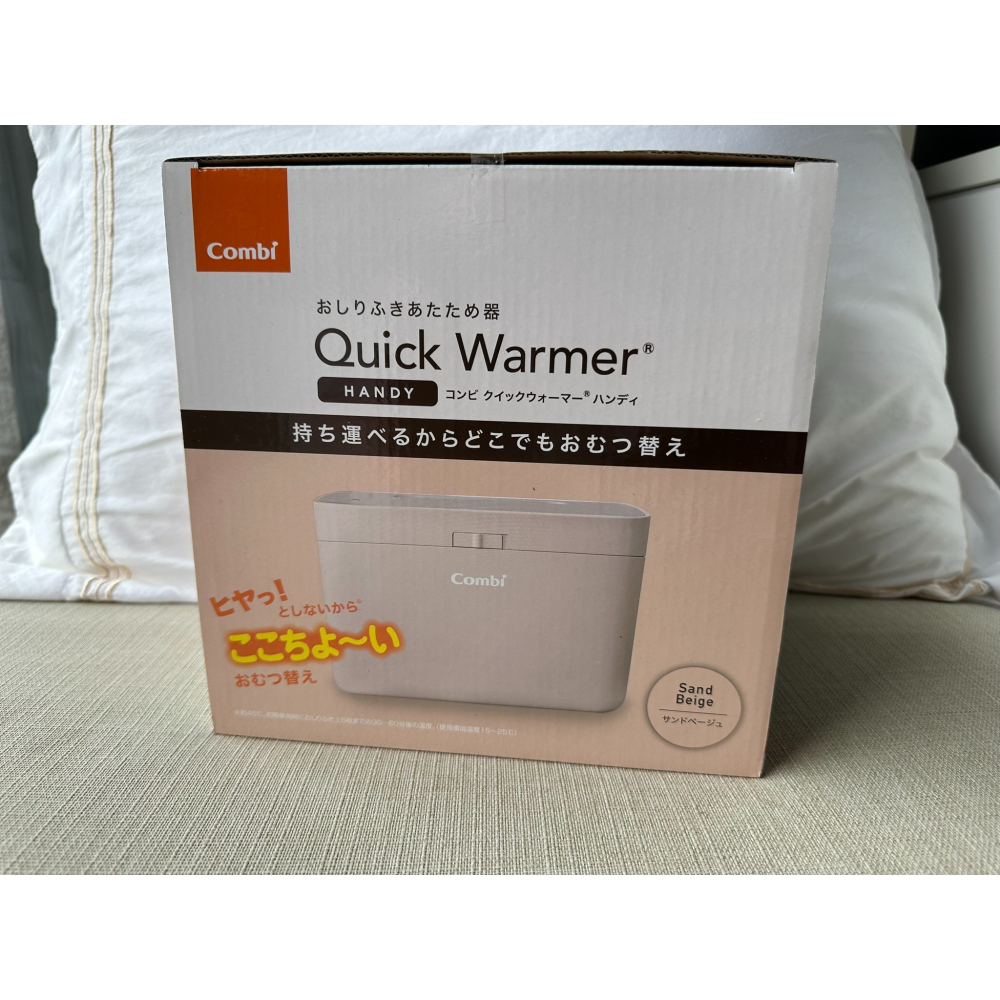 Combi
おしりふきあたため器
Quick Warmer®
HANDY コンビ クイックウォーマー® ハンディ
持ち運べるからどこでもおむつ替え
Combi
ヒヤっ!
としないから※
ここちよ〜い
おむつ替え
Sand
Beige
サンドベージュ